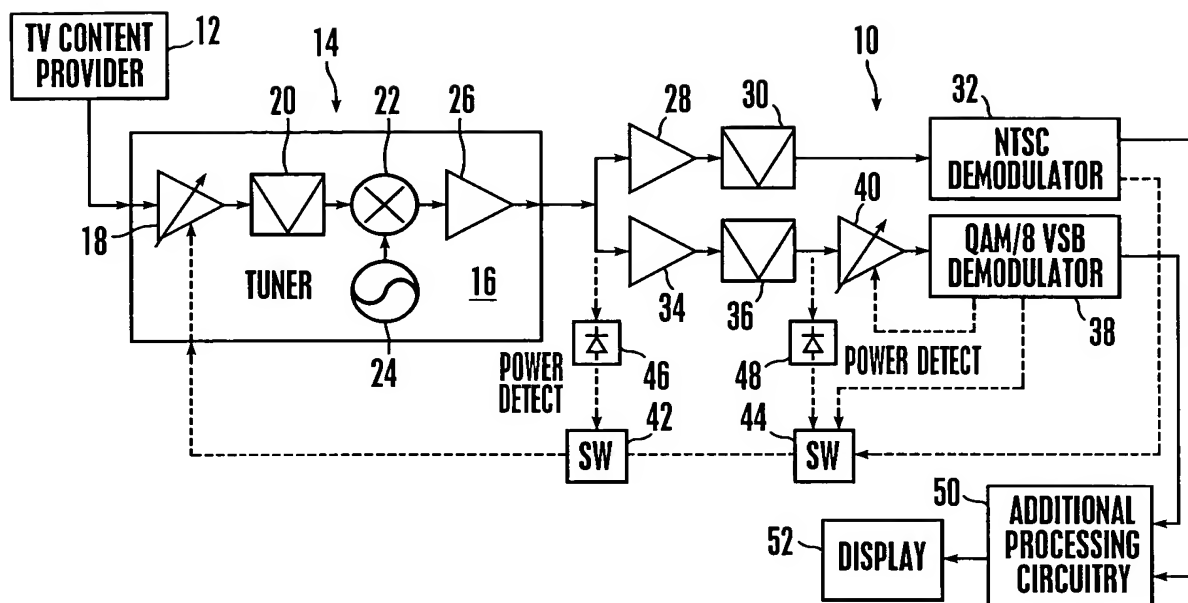 TV CONTENT
PROVIDER
12
14
10
20
22
26
28
30
32
NTSC
DEMODULATOR
18
40
QAM/8 VSB
DEMODULATOR
TUNER
16
24
34
36
38
POWER
DETECT
46
48
POWER DETECT
42
SW
44
SW
50
ADDITIONAL
PROCESSING
CIRCUITRY
52
DISPLAY